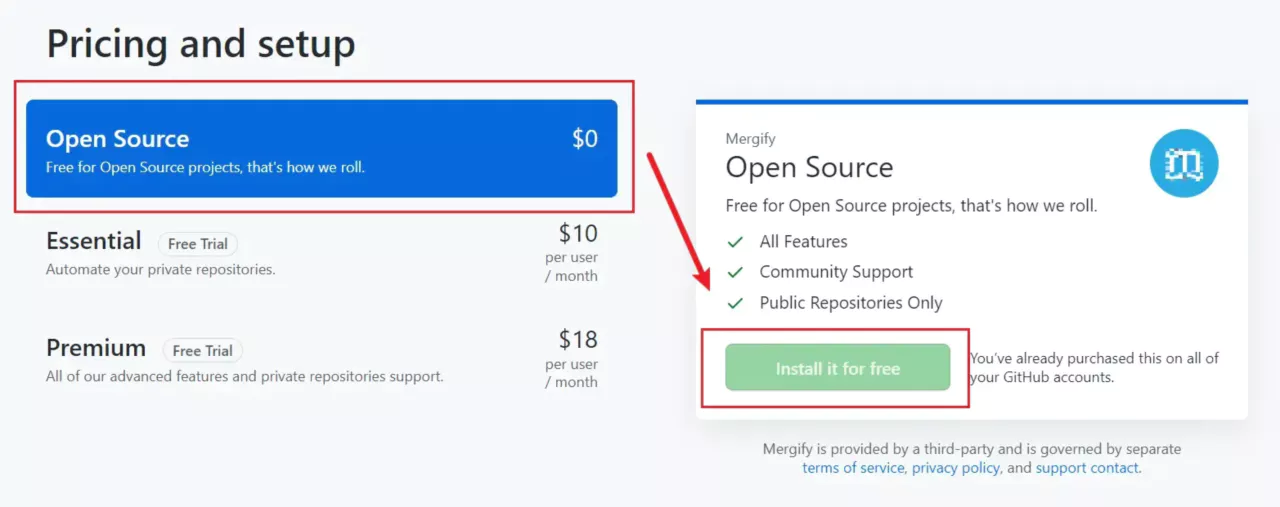 Pricing and setup
Open Source
$0
Free for Open Source projects, that's how we roll.
Essential
Free Trial
$10
Automate your private repositories.
per user
/ month
Premium
Free Trial
$18
All of our advanced features and private repositories support.
per user
/ month
Mergify
Open Source
Free for Open Source projects, that's how we roll.
All Features
Community Support
Public Repositories Only
Install it for free
You've already purchased this on all of
your GitHub accounts.
Mergify is provided by a third-party and is governed by separate
terms of service, privacy policy, and support contact.